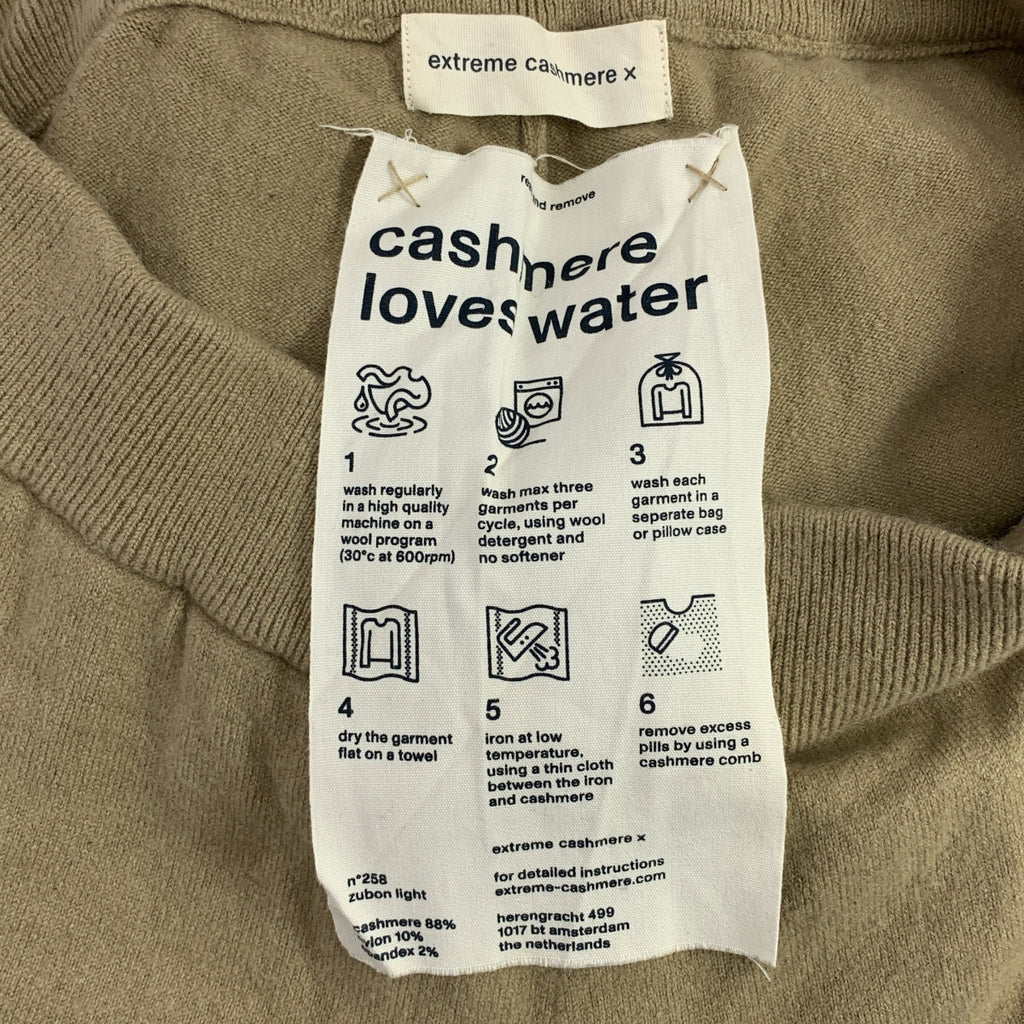 extreme cashmere x
and remove
cashmere
loves water
1
wash regularly
in a high quality
machine on a
wool program
(30°c at 600rpm)
2
wash max three
garments per
cycle, using wool
detergent and
no softener
3
wash each
garment in a
seperate bag
or pillow case
4
dry the garment
flat on a towel
5
iron at low
temperature,
using a thin cloth
between the iron
and cashmere
6
remove excess
pills by using a
cashmere comb
n°258
zubon light
cashmere 88%
nylon 10%
spandex 2%
extreme cashmere x
for detailed instructions
extreme-cashmere.com
herengracht 499
1017 bt amsterdam
the netherlands